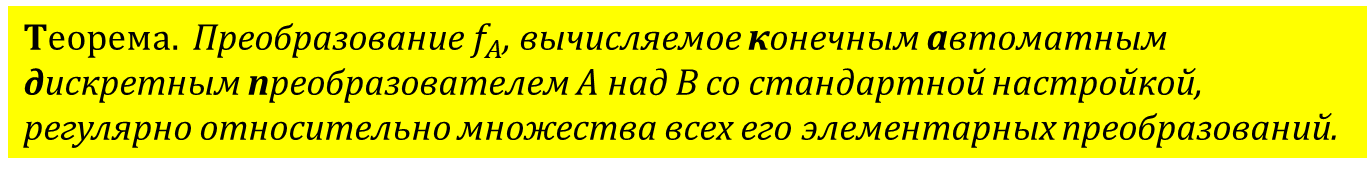 Теорема. Преобразование f_A, вычисляемое конечным автоматным
дискретным преобразователем A над B со стандартной настройкой,
регулярно относительно множества всех его элементарных преобразований.